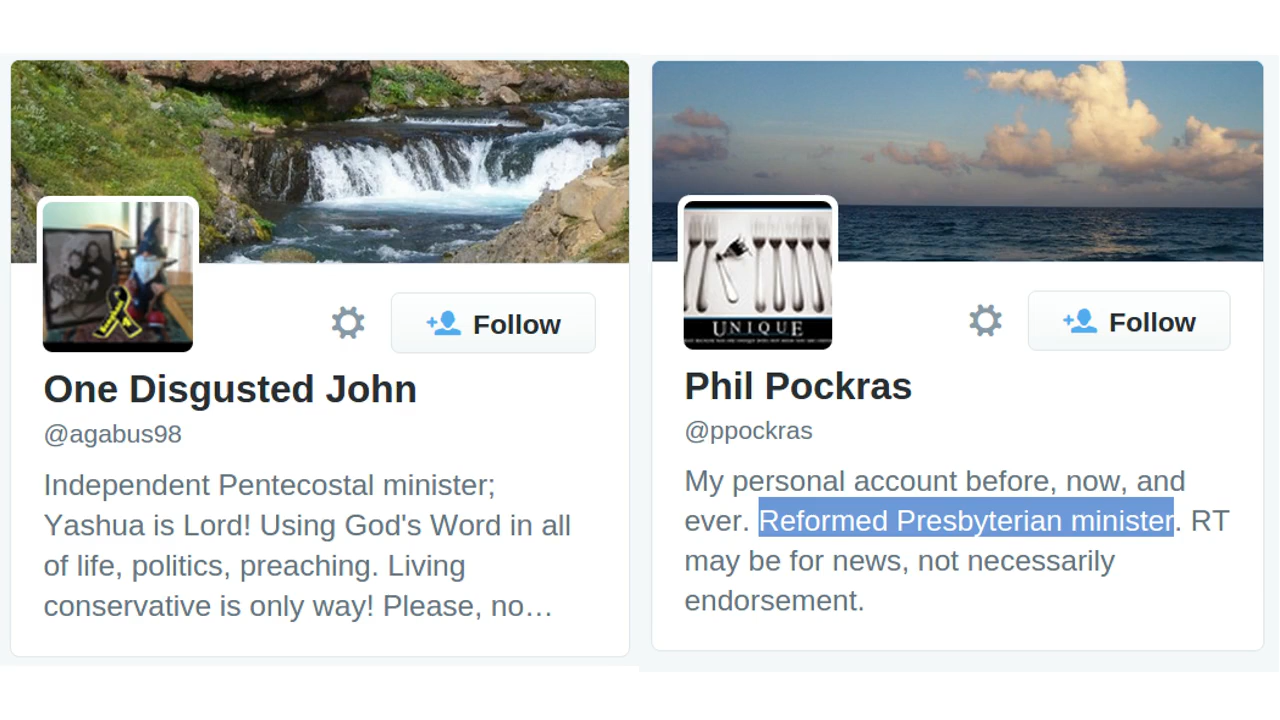 Follow
One Disgusted John
@agabus98
Independent Pentecostal minister;
Yashua is Lord! Using God's Word in all
of life, politics, preaching. Living
conservative is only way! Please, no…
UNIQUE
Follow
Phil Pockras
@ppockras
My personal account before, now, and
ever. Reformed Presbyterian minister. RT
may be for news, not necessarily
endorsement.